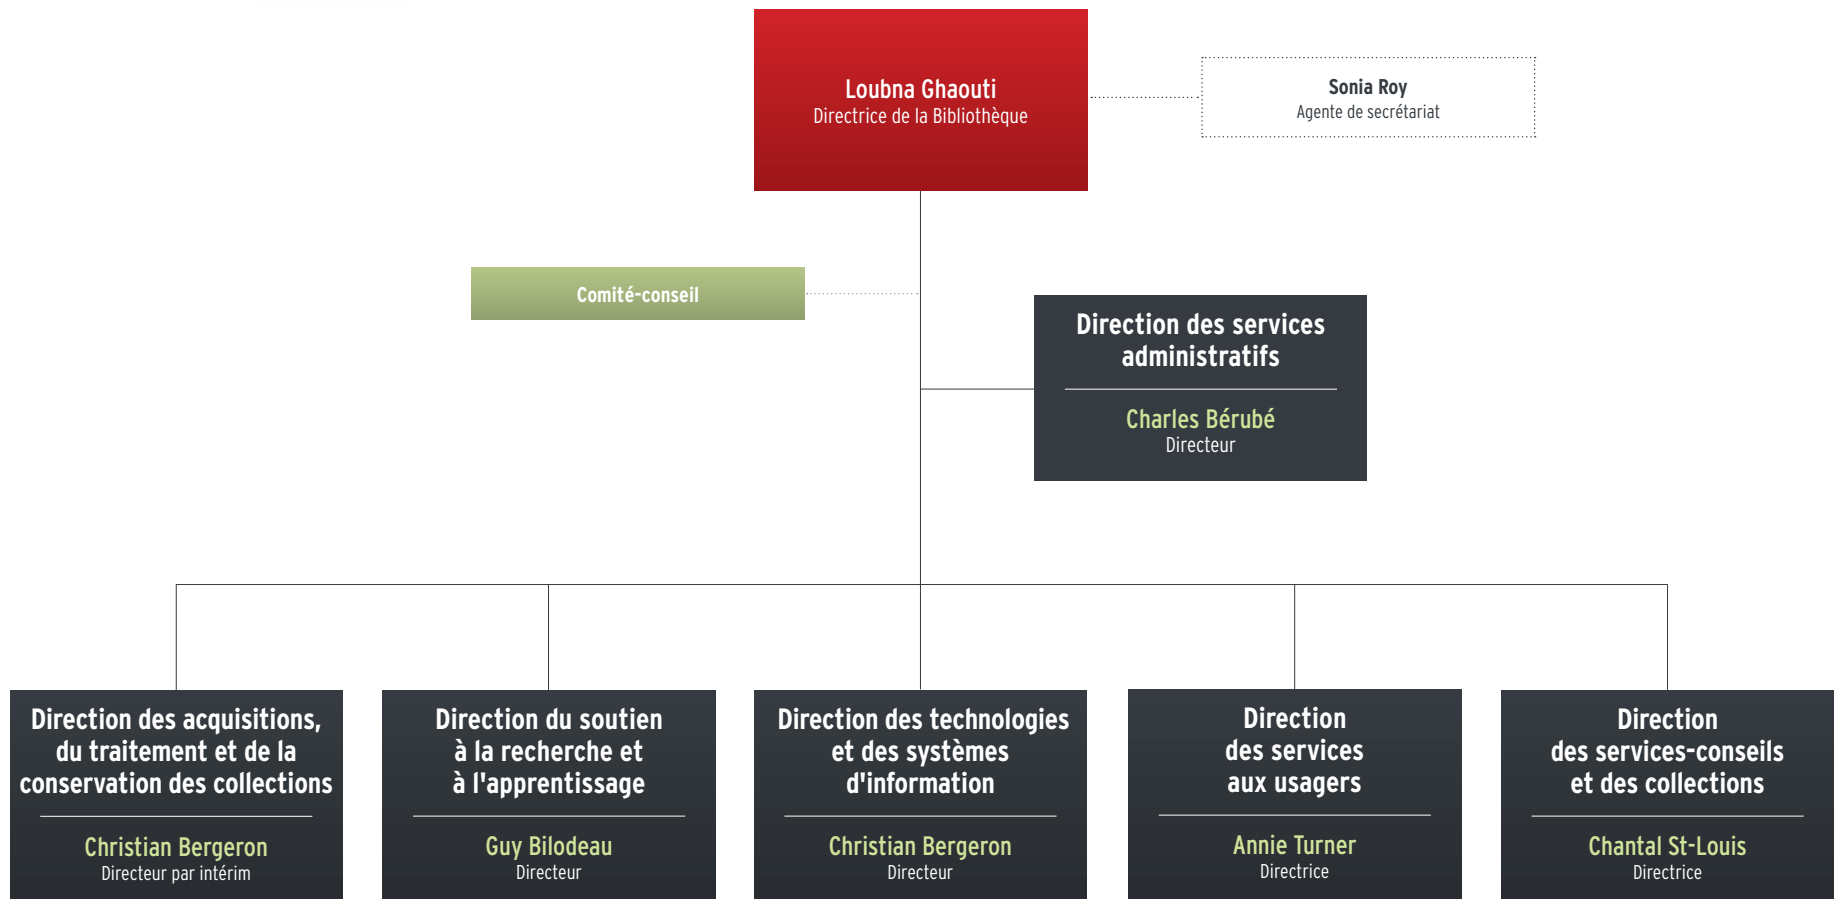 Loubna Ghaouti
Directrice de la Bibliothèque
Sonia Roy
Agente de secrétariat
Comité-conseil
Direction des services
administratifs
Charles Bérubé
Directeur
Direction des acquisitions,
du traitement et de la
conservation des collections
Christian Bergeron
Directeur par intérim
Direction du soutien
à la recherche et
à l'apprentissage
Guy Bilodeau
Directeur
Direction des technologies
et des systèmes
d'information
Christian Bergeron
Directeur
Direction
des services
aux usagers
Annie Turner
Directrice
Direction
des services-conseils
et des collections
Chantal St-Louis
Directrice